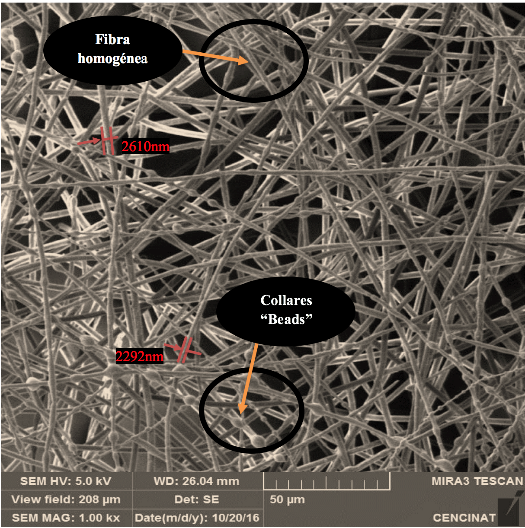 Fibra
homogénea
2610nm
Collares
“Beads”
2292nm
SEM HV: 5.0 kV
WD: 26.04 mm
MIRA3 TESCAN
View field: 208 µm
Det: SE
50 µm
SEM MAG: 1.00 kx
Date(m/d/y): 10/20/16
CENCINAT